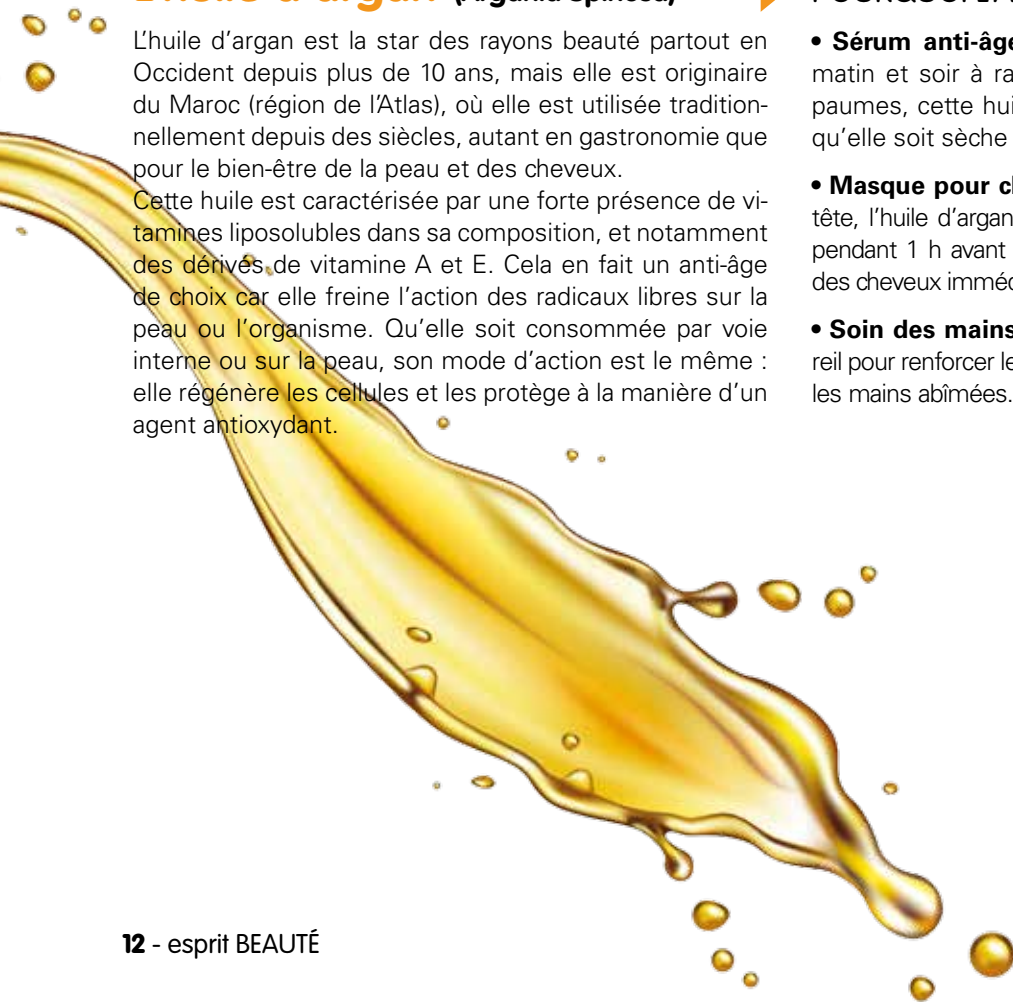 L'huile d'argan (Argania spinosa)
L'huile d'argan est la star des rayons beauté partout en
Occident depuis plus de 10 ans, mais elle est originaire
du Maroc (région de l'Atlas), où elle est utilisée tradition-
nellement depuis des siècles, autant en gastronomie que
pour le bien-être de la peau et des cheveux.
Cette huile est caractérisée par une forte présence de vi-
tamines liposolubles dans sa composition, et notamment
des dérivés de vitamine A et E. Cela en fait un anti-âge
de choix car elle freine l'action des radicaux libres sur la
peau ou l'organisme. Qu'elle soit consommée par voie
interne ou sur la peau, son mode d'action est le même :
elle régénère les cellules et les protège à la manière d'un
agent antioxydant.
• Sérum anti-âge
matin et soir à ra
paumes, cette hui
qu'elle soit sèche
• Masque pour c
tête, l'huile d'argan
pendant 1 h avant
des cheveux imméd
• Soin des mains
reil pour renforcer le
les mains abîmées.
12 - esprit BEAUTÉ